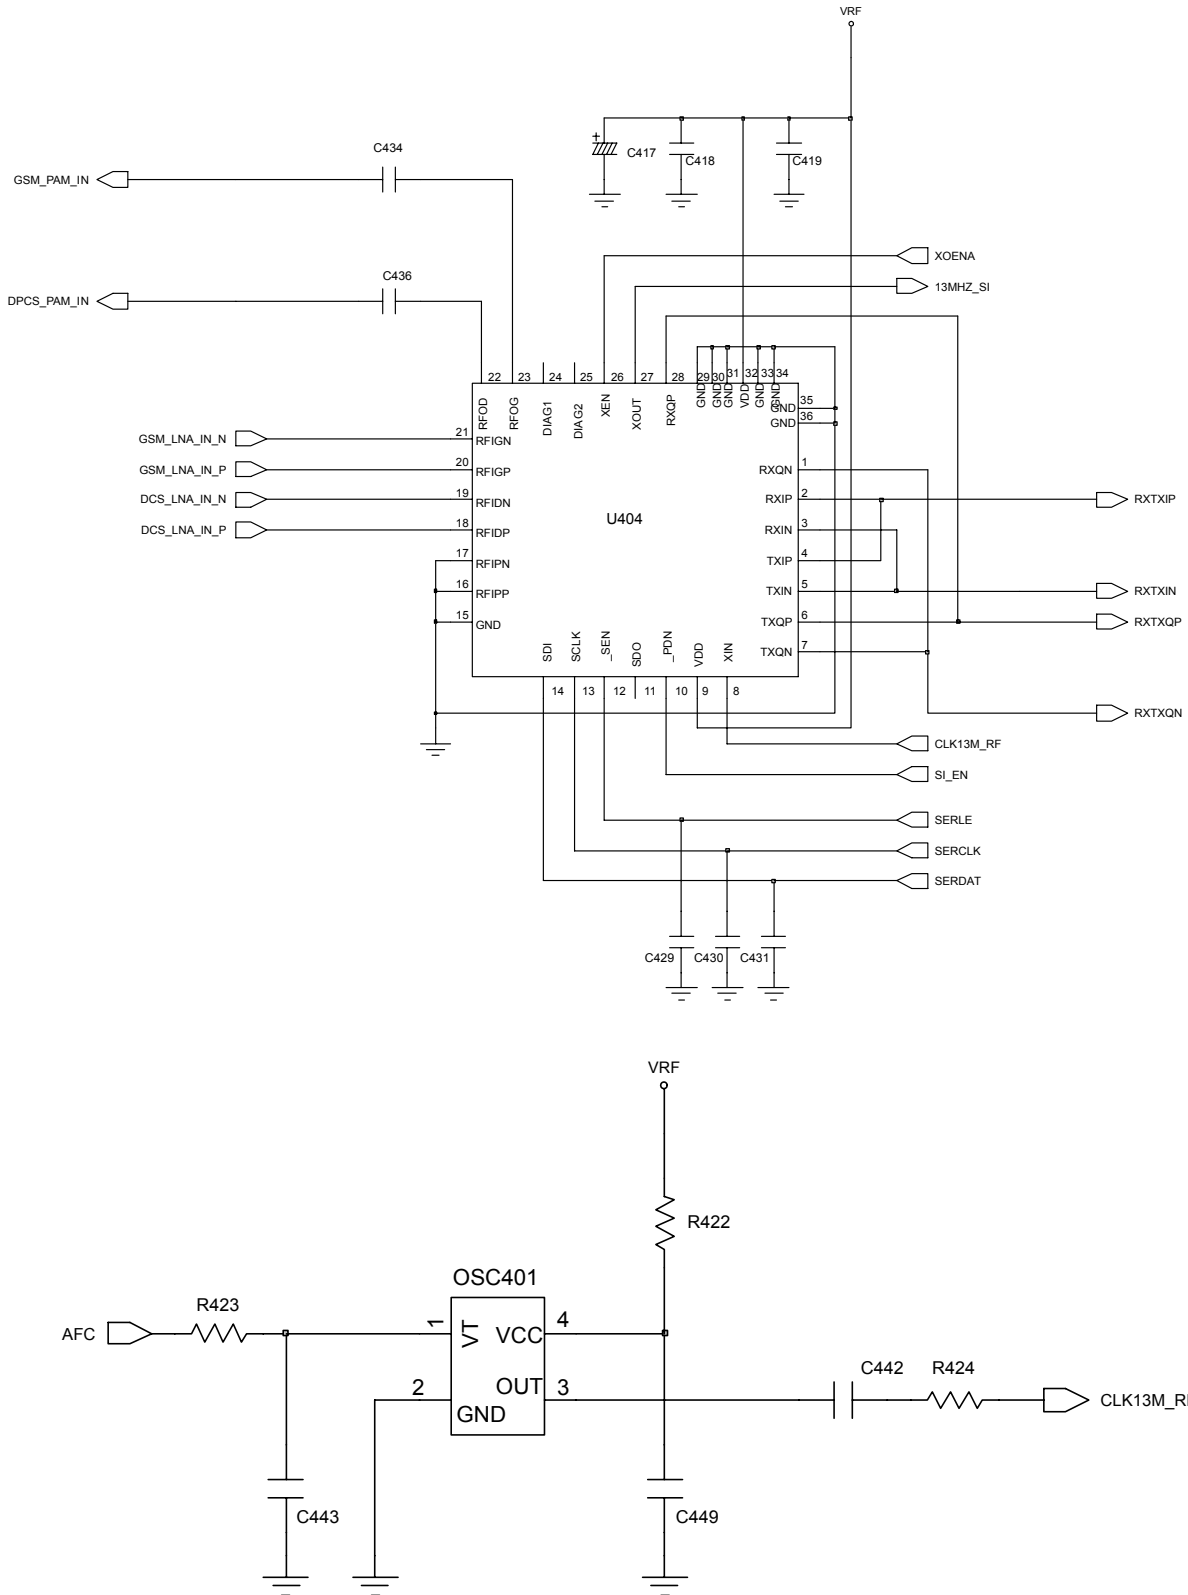 VRF
C434
C417
C418
C419
GSM_PAM_IN
XOENA
C436
13MHZ_SI
DPCS_PAM_IN
22
23
24
25
26
27
28
29
30
31
32
33
34
RFOD
RFOG
DIAG1
DIAG2
XEN
XOUT
RXQP
GND
GND
GND
VDD
GND
GND
GND
35
GND
36
GSM_LNA_IN_N
21
RFIGN
GSM_LNA_IN_P
20
RFIGP
RXQN
1
DCS_LNA_IN_N
19
RFIDN
RXIP
2
RXTXIP
DCS_LNA_IN_P
18
RFIDP
U404
RXIN
3
17
RFIPN
TXIP
4
16
RFIPP
TXIN
5
RXTXIN
15
GND
TXQP
6
RXTXQP
TXQN
7
SDI
SCLK
_SEN
SDO
_PDN
VDD
XIN
14
13
12
11
10
9
8
RXTXQN
CLK13M_RF
SI_EN
SERLE
SERCLK
SERDAT
C429
C430
C431
VRF
R422
OSC401
R423
AFC
1
VT
VCC
4
C442
R424
2
GND
OUT
3
CLK13M_R
C443
C449